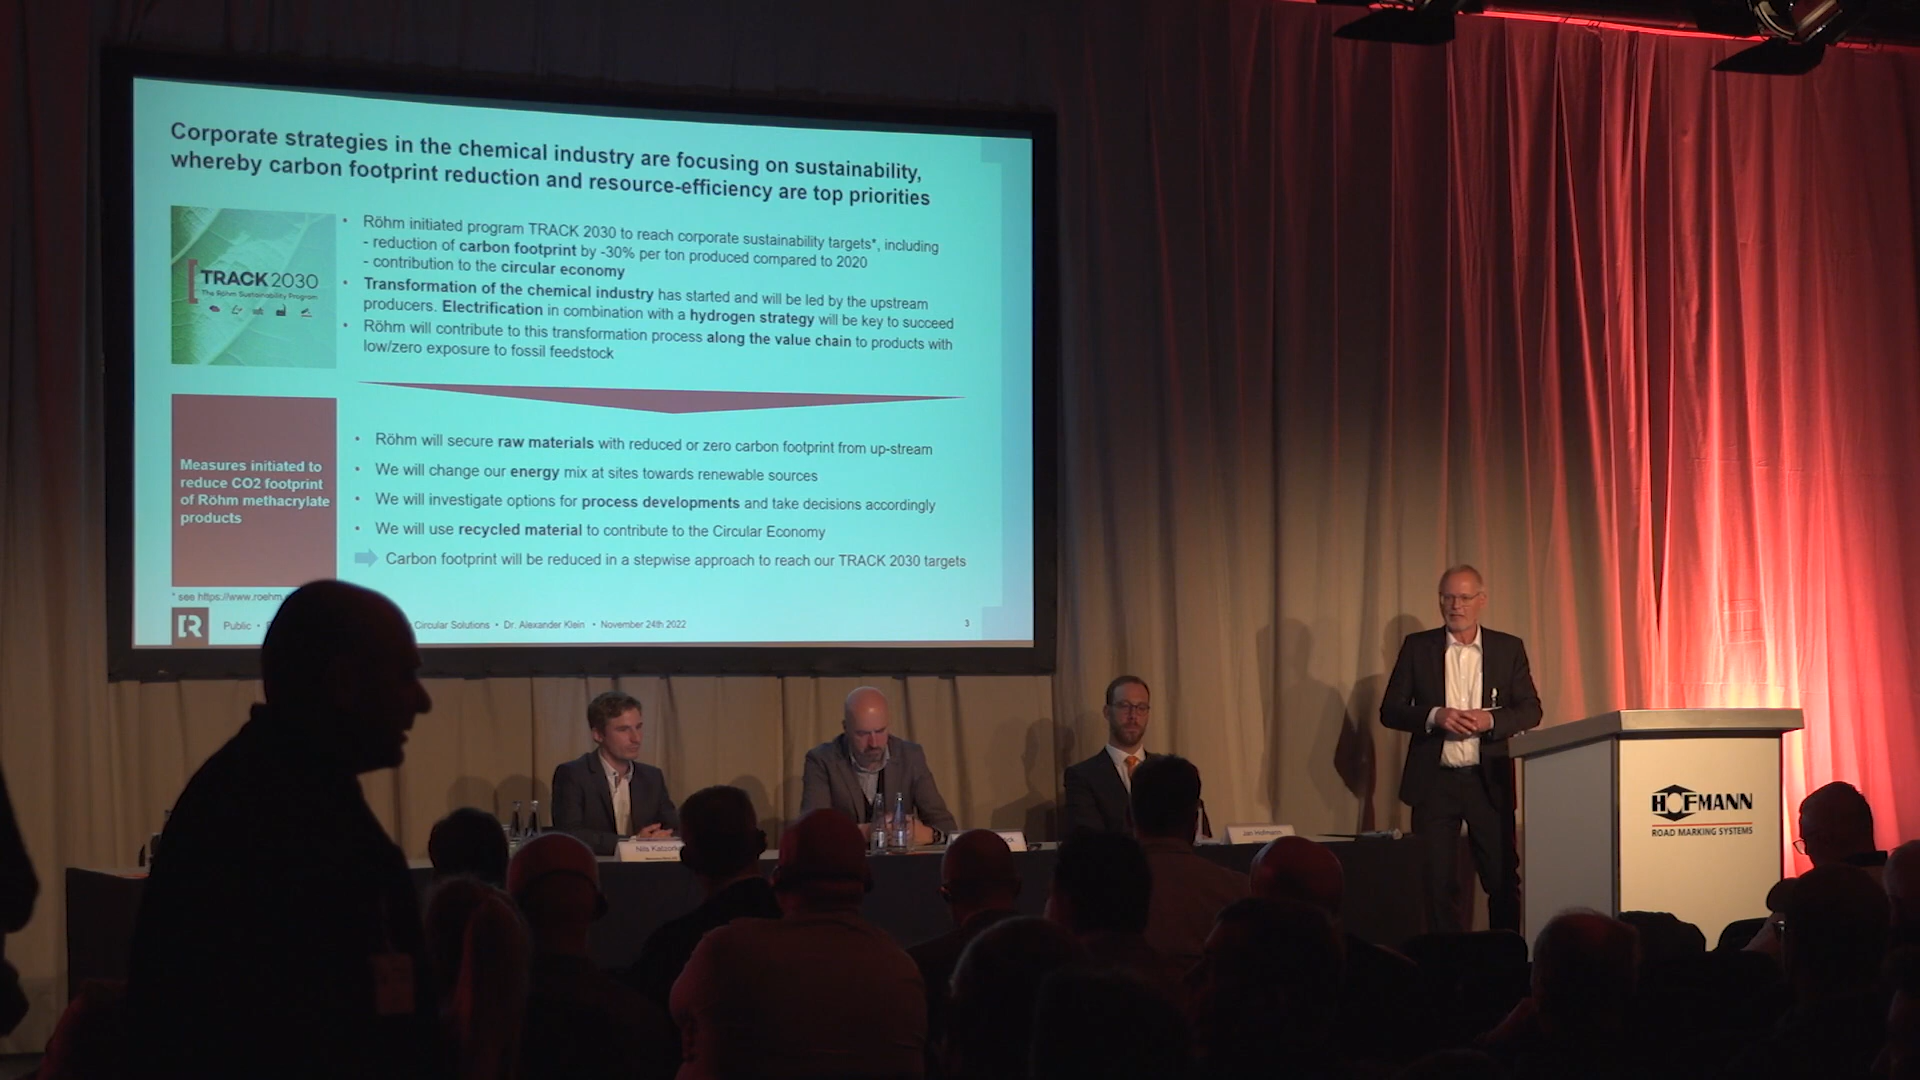 Corporate strategies in the chemical industry are focusing on sustainability,
whereby carbon footprint reduction and resource-efficiency are top priorities
TRACK 2030
The Röhm Sustainability Program
• Röhm initiated program TRACK 2030 to reach corporate sustainability targets*, including
- reduction of carbon footprint by -30% per ton produced compared to 2020
- contribution to the circular economy
• Transformation of the chemical industry has started and will be led by the upstream
producers. Electrification in combination with a hydrogen strategy will be key to succeed
• Röhm will contribute to this transformation process along the value chain to products with
low/zero exposure to fossil feedstock
Measures initiated to
reduce CO2 footprint
of Röhm methacrylate
products
• Röhm will secure raw materials with reduced or zero carbon footprint from up-stream
• We will change our energy mix at sites towards renewable sources
• We will investigate options for process developments and take decisions accordingly
• We will use recycled material to contribute to the Circular Economy
Carbon footprint will be reduced in a stepwise approach to reach our TRACK 2030 targets
* see https://www.roehm.
R
Public •
Circular Solutions • Dr. Alexander Klein • November 24th 2022
3
Nils Katzorke
Jan Hofmann
HOFMANN
ROAD MARKING SYSTEMS